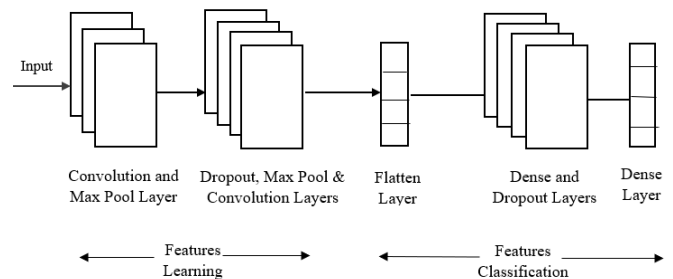 Input
Convolution and
Max Pool Layer
Dropout, Max Pool &
Convolution Layers
Flatten
Layer
Dense and
Dropout Layers
Dense
Layer
Features
Learning
Features
Classification